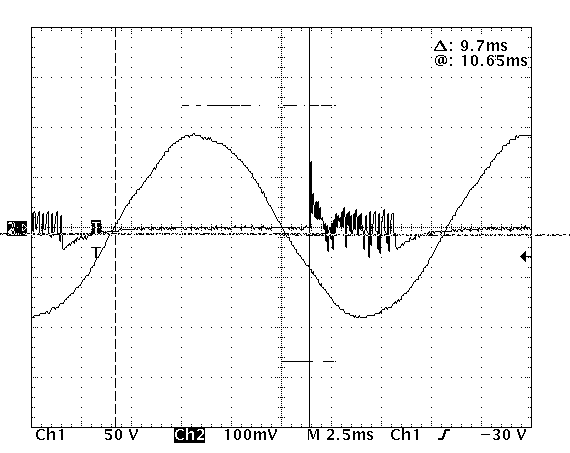 Δ: 9.7ms
@: 10.65ms
T
T
Ch1 50 V Ch2 100mV M 2.5ms Ch1 -30 V